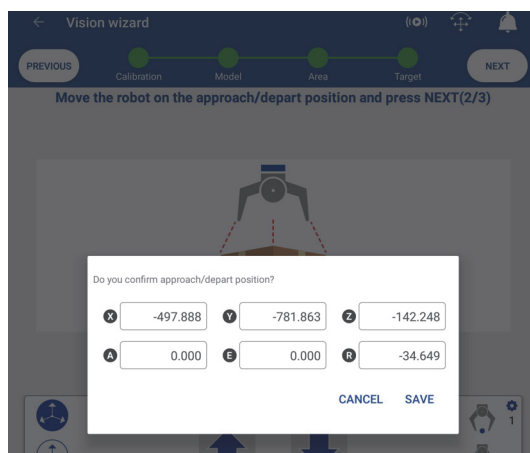 Vision wizard
PREVIOUS
Calibration
Model
Area
Target
NEXT
Move the robot on the approach/depart position and press NEXT(2/3)
Do you confirm approach/depart position?
X -497.888 Y -781.863 Z -142.248
A 0.000 E 0.000 R -34.649
CANCEL SAVE
1